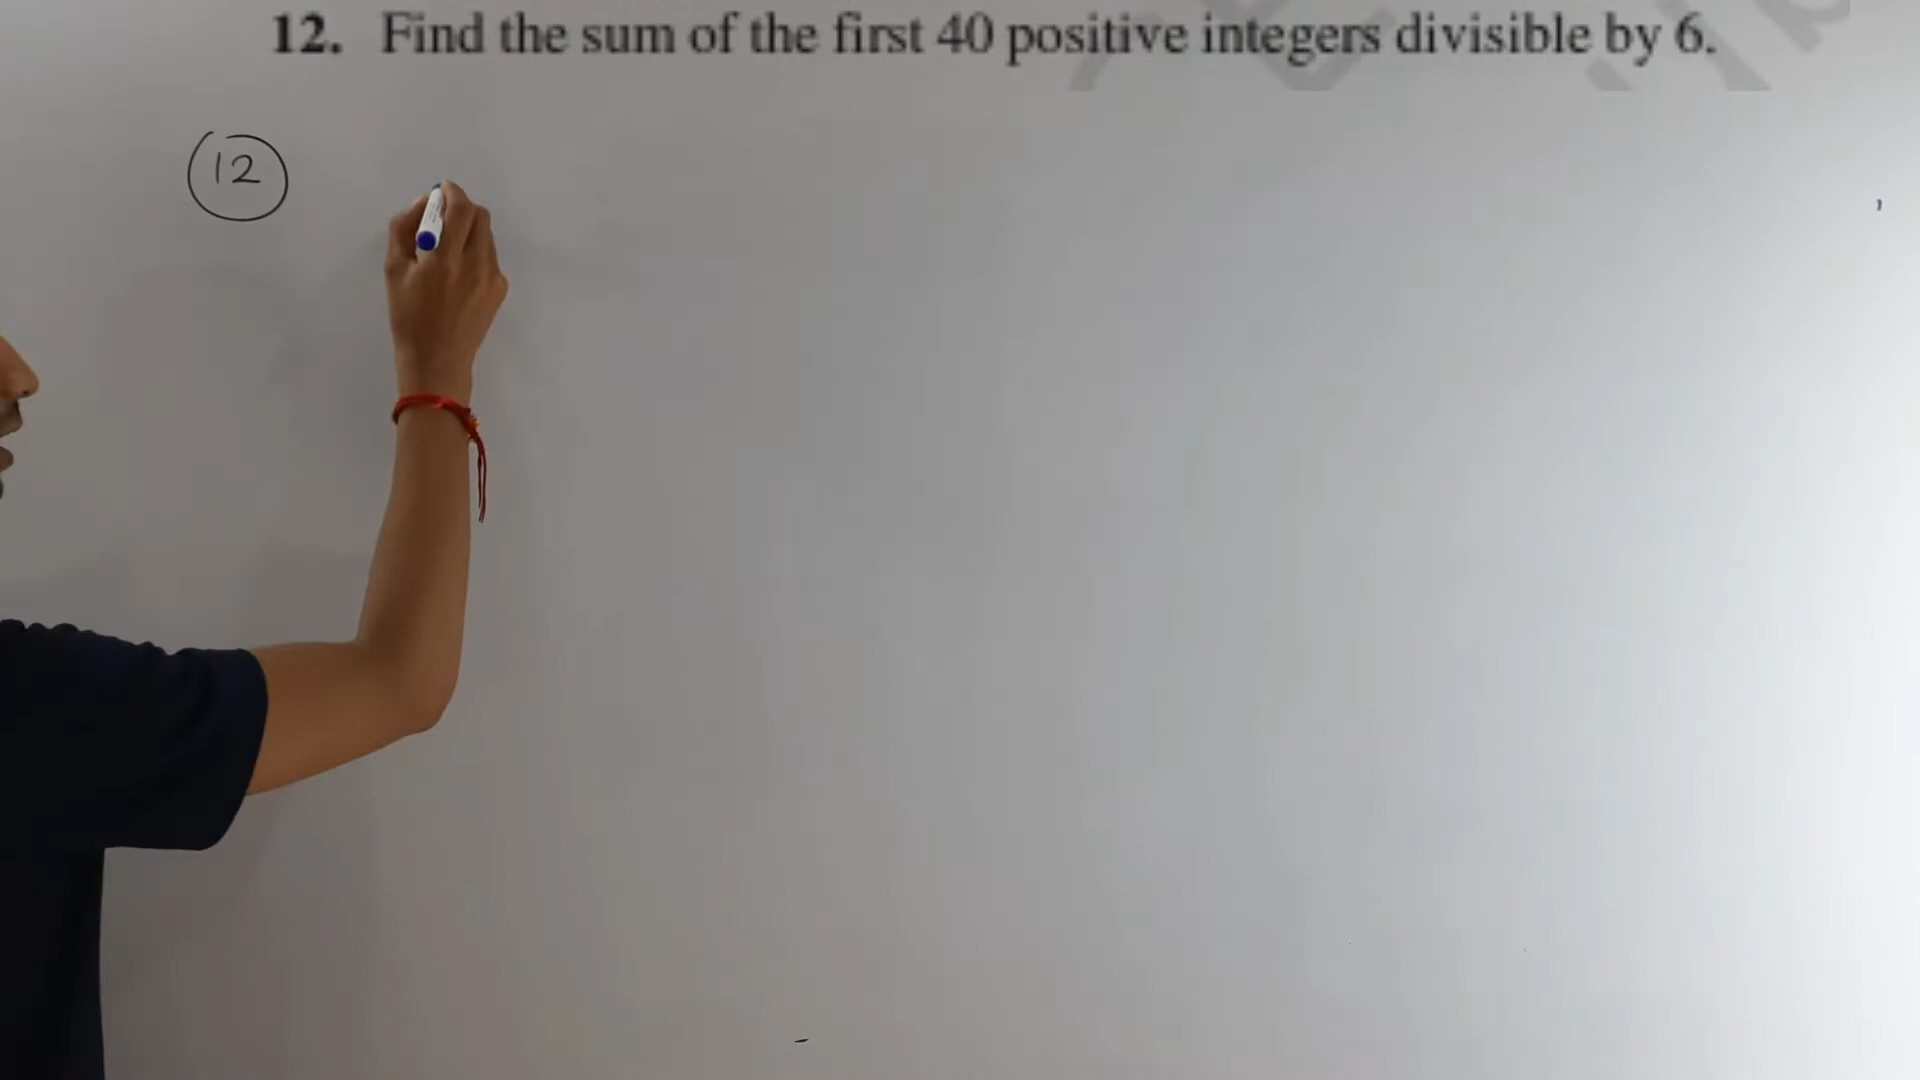 12. Find the sum of the first 40 positive integers divisible by 6.
12